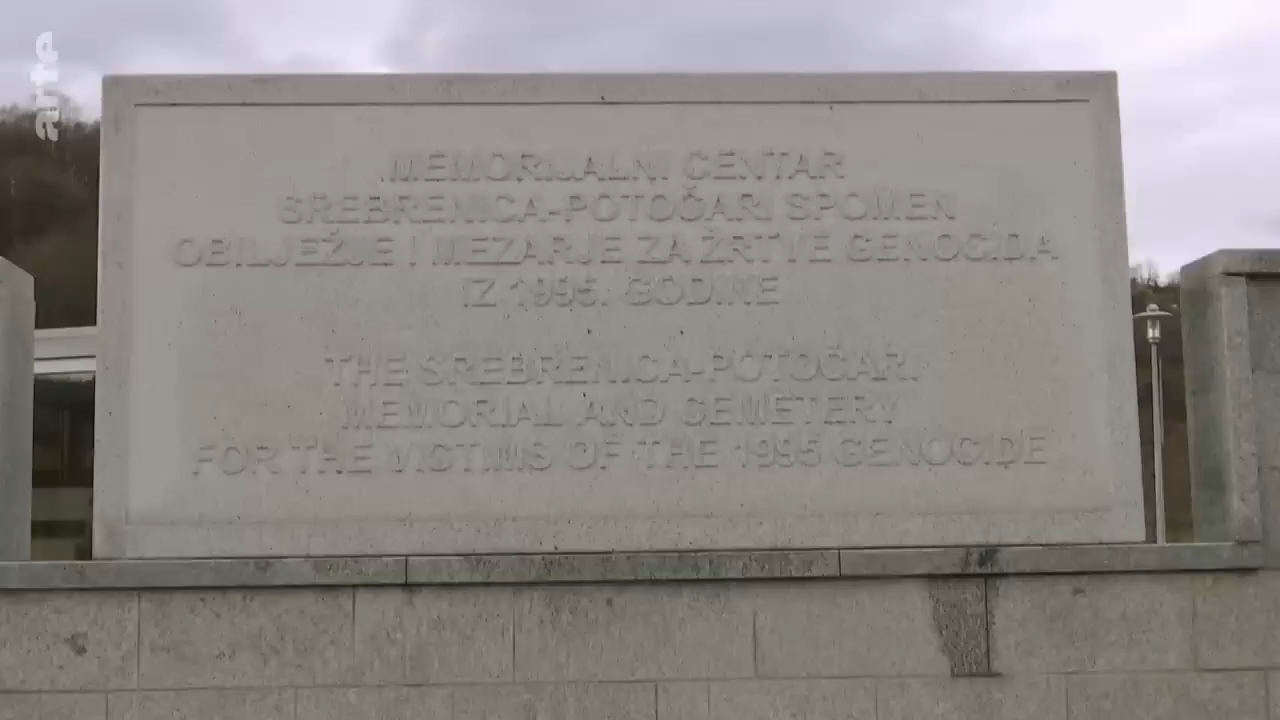 arte
MEMORIJALNI CENTAR
SREBRENICA-POTOČARI SPOMEN
OBILJEŽJE I MEZARJE ZA ŽRTVE GENOCIDA
IZ 1995. GODINE
THE SREBRENICA-POTOČARI
MEMORIAL AND CEMETERY
FOR THE VICTIMS OF THE 1995 GENOCIDE